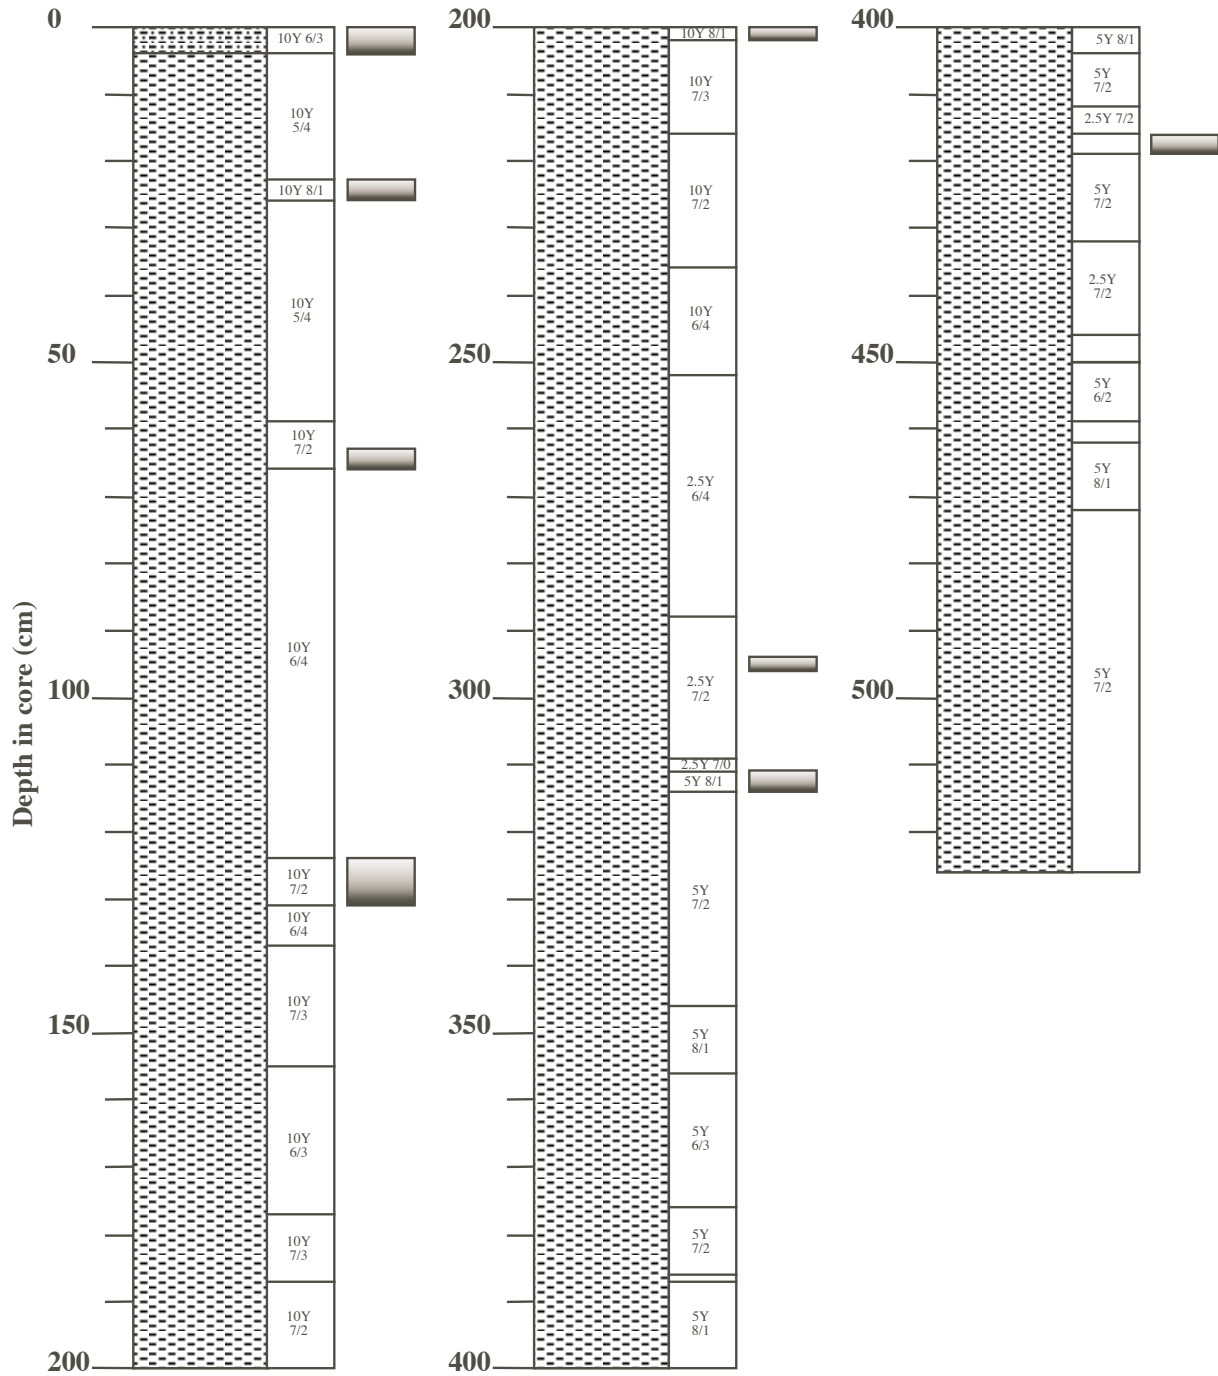 Depth in core (cm)
0
10Y 6/3
10Y
5/4
10Y 8/1
10Y
5/4
50
10Y
7/2
10Y
6/4
100
10Y
7/2
10Y
6/4
10Y
7/3
150
10Y
6/3
10Y
7/3
10Y
7/2
200
200
10Y 8/1
10Y
7/3
10Y
7/2
10Y
6/4
250
2.5Y
6/4
2.5Y
7/2
300
2.5Y 7/0
5Y 8/1
5Y
7/2
350
5Y
8/1
5Y
6/3
5Y
7/2
5Y
8/1
400
400
5Y 8/1
5Y
7/2
2.5Y 7/2
5Y
7/2
2.5Y
7/2
450
5Y
6/2
5Y
8/1
5Y
7/2
500